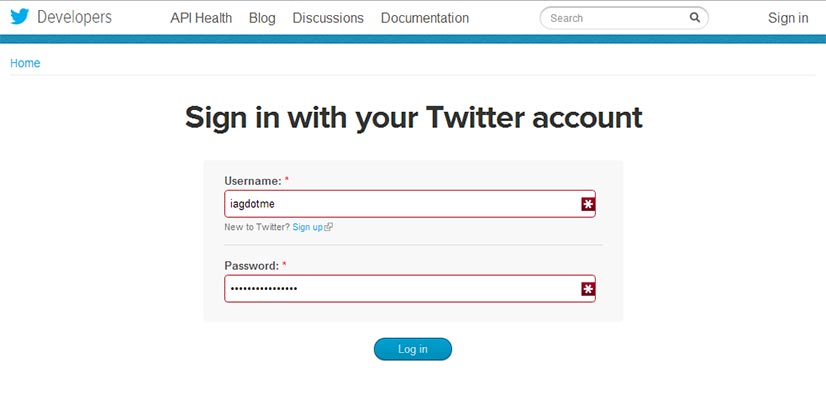 Developers API Health Blog Discussions Documentation Search Sign in
Home
Sign in with your Twitter account
Username: *
iagdotme
New to Twitter? Sign up
Password: *
••••••••••••••••
Log in